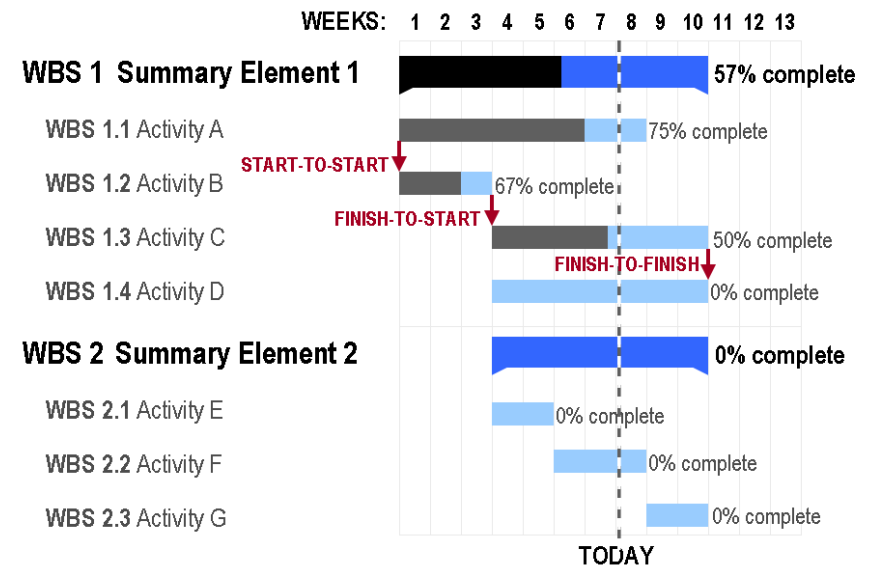 WEEKS: 1 2 3 4 5 6 7 8 9 10 11 12 13
WBS 1 Summary Element 1 57% complete
WBS 1.1 Activity A 75% complete
START-TO-START
WBS 1.2 Activity B 67% complete
FINISH-TO-START
WBS 1.3 Activity C 50% complete
FINISH-TO-FINISH
WBS 1.4 Activity D 0% complete
WBS 2 Summary Element 2 0% complete
WBS 2.1 Activity E 0% complete
WBS 2.2 Activity F 0% complete
WBS 2.3 Activity G 0% complete
TODAY